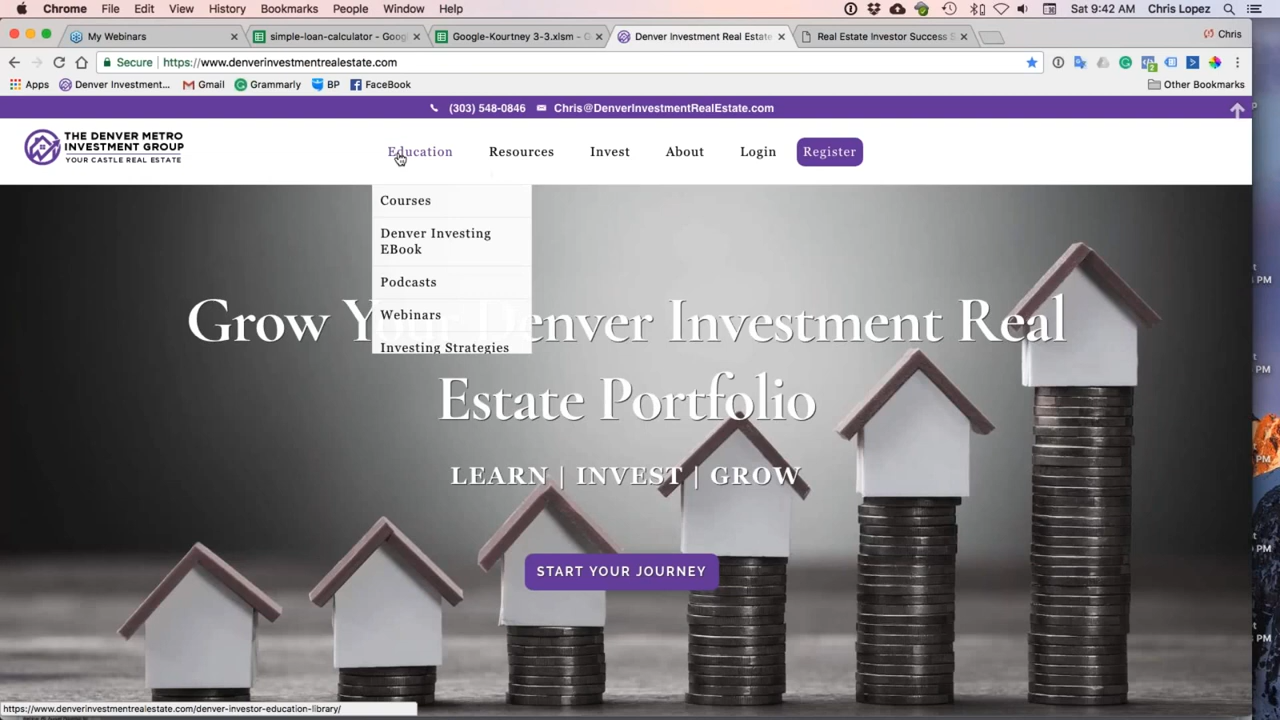 Chrome File Edit View History Bookmarks People Window Help Sat 9:42 AM Chris Lopez
My Webinars simple-loan-calculator - Goog Google-Kourtney 3-3.xlsm - G Denver Investment Real Estate Real Estate Investor Success S Chris
Secure https://www.denverinvestmentrealestate.com
Apps Denver Investment... Gmail Grammarly BP FaceBook Other Bookmarks
(303) 548-0846 Chris@DenverInvestmentRealEstate.com
THE DENVER METRO
INVESTMENT GROUP
YOUR CASTLE REAL ESTATE
Education Resources Invest About Login Register
Courses
Denver Investing
EBook
Podcasts
Webinars
Investing Strategies
Grow Your Denver Investment Real
Estate Portfolio
LEARN | INVEST | GROW
START YOUR JOURNEY
https://www.denverinvestmentrealestate.com/denver-investor-education-library/